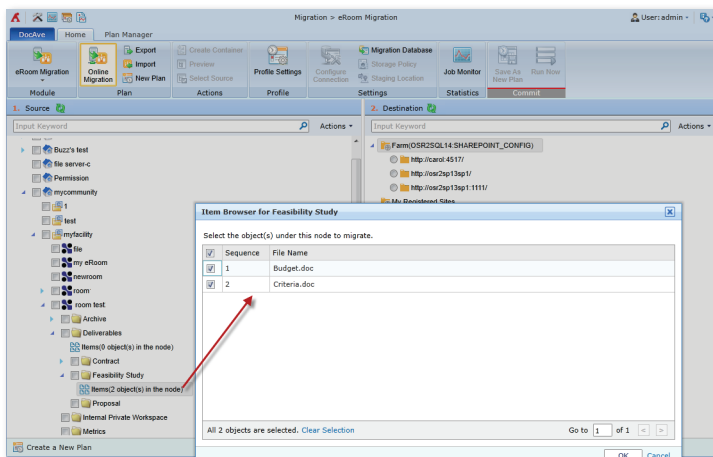 Migration > eRoom Migration
User: admin
DocAve Home Plan Manager
eRoom Migration
Module
Online Migration
Export
Import
New Plan
Plan
Create Container
Preview
Select Source
Actions
Profile Settings
Profile
Configure Connection
Migration Database
Storage Policy
Staging Location
Settings
Job Monitor
Statistics
Save As New Plan
Run Now
Commit
1. Source
2. Destination
Input Keyword
Actions
Input Keyword
Actions
Buzz's test
file server-c
Permission
mycommunity
1
test
myfacility
file
my eRoom
newroom
room
room test
Archive
Deliverables
Items(0 object(s) in the node)
Contract
Feasibility Study
Items(2 object(s) in the node)
Proposal
Internal Private Workspace
Metrics
Farm(OSR2SQL14:SHAREPOINT_CONFIG)
http://carol:4517/
http://osr2sp13sp1/
http://osr2sp13sp1:1111/
My Registered Sites
Item Browser for Feasibility Study
Select the object(s) under this node to migrate.
Sequence File Name
1 Budget.doc
2 Criteria.doc
All 2 objects are selected. Clear Selection
Go to 1 of 1 < >
OK Cancel
Create a New Plan